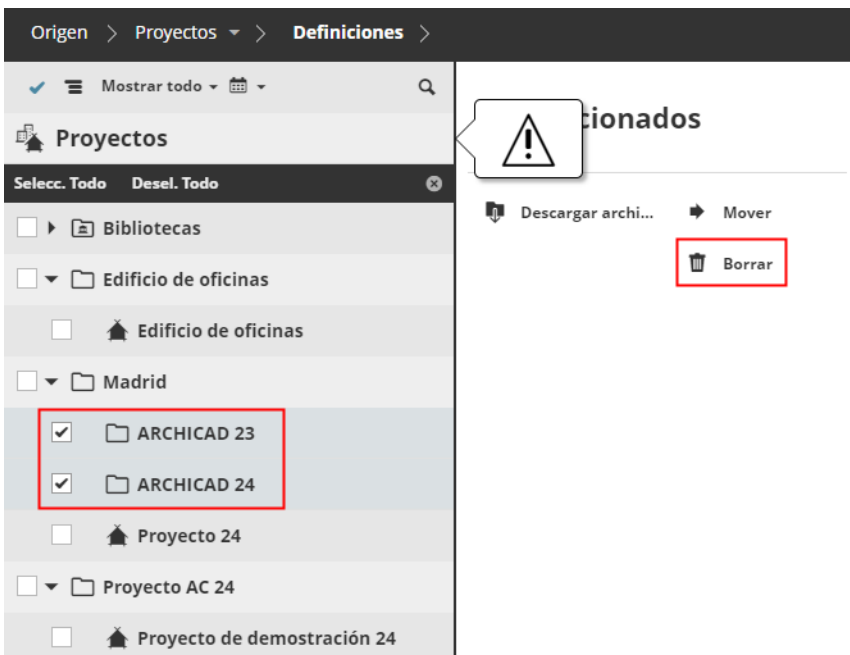 Origen > Proyectos > Definiciones >
Mostrar todo
Proyectos
Selecc. Todo Desel. Todo
Bibliotecas
Edificio de oficinas
Edificio de oficinas
Madrid
ARCHICAD 23
ARCHICAD 24
Proyecto 24
Proyecto AC 24
Proyecto de demostración 24
cionados
Descargar archi... Mover
Borrar